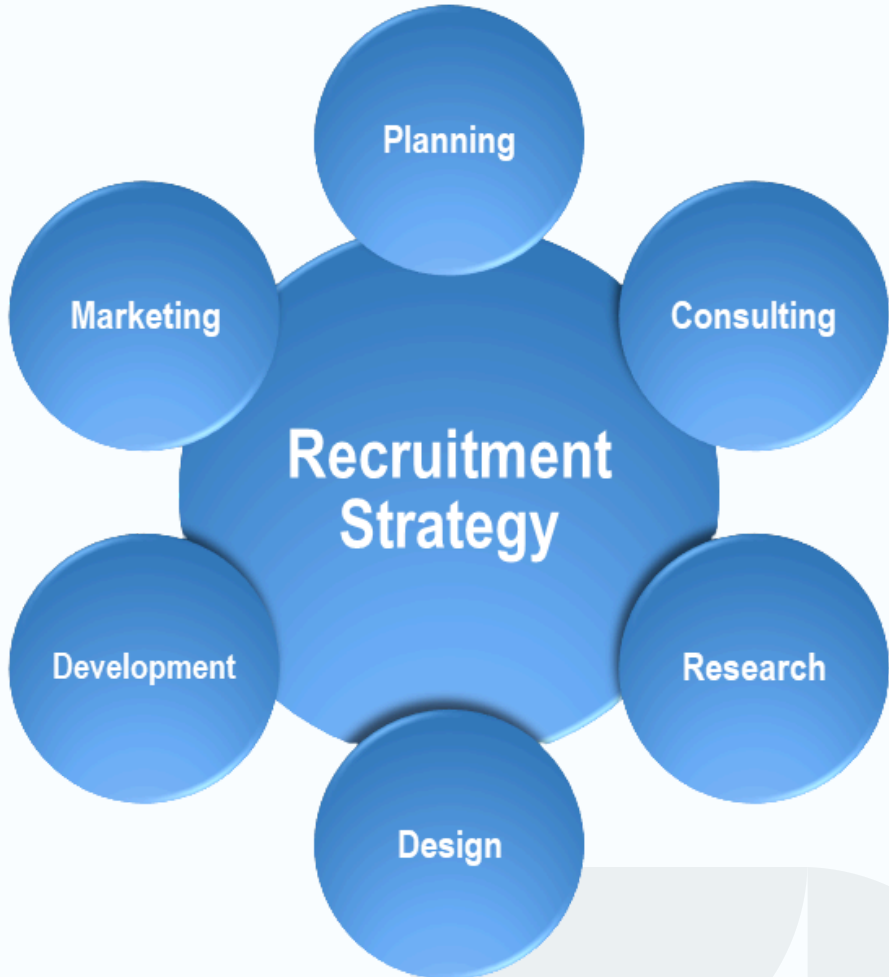 Planning
Marketing
Consulting
Recruitment
Strategy
Development
Research
Design